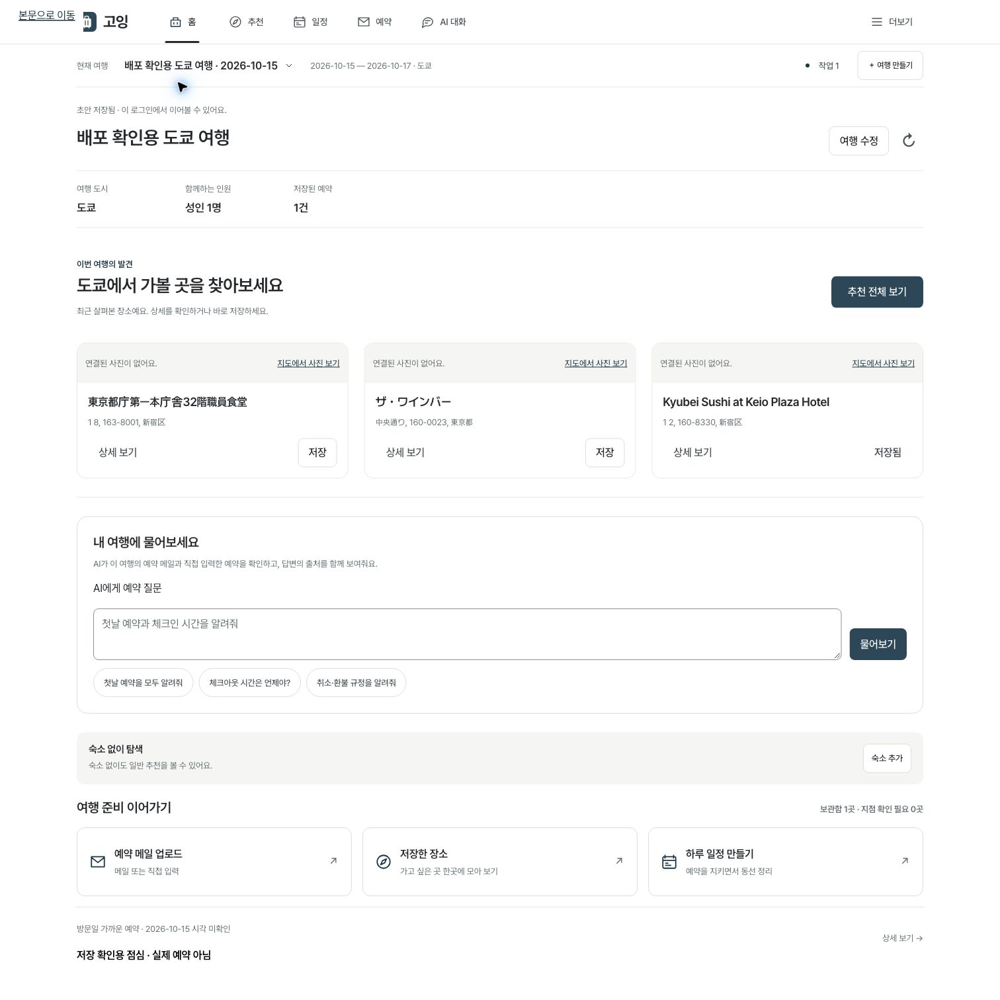 본문으로 이동
고잉
홈
추천
일정
예약
AI 대화
더보기
현재 여행
배포 확인용 도쿄 여행 · 2026-10-15
2026-10-15 — 2026-10-17 · 도쿄
작업 1
+ 여행 만들기
초안 저장됨 · 이 로그인에서 이어볼 수 있어요.
배포 확인용 도쿄 여행
여행 수정
여행 도시
함께하는 인원
저장된 예약
도쿄
성인 1명
1건
이번 여행의 발견
도쿄에서 가볼 곳을 찾아보세요
추천 전체 보기
최근 살펴본 장소예요. 상세를 확인하거나 바로 저장하세요.
연결된 사진이 없어요.
지도에서 사진 보기
東京都庁第一本庁舎32階職員食堂
1 8, 163-8001, 新宿区
상세 보기
저장
연결된 사진이 없어요.
지도에서 사진 보기
ザ・ワインバー
中央通り, 160-0023, 東京都
상세 보기
저장
연결된 사진이 없어요.
지도에서 사진 보기
Kyubei Sushi at Keio Plaza Hotel
1 2, 160-8330, 新宿区
상세 보기
저장됨
내 여행에 물어보세요
AI가 이 여행의 예약 메일과 직접 입력한 예약을 확인하고, 답변의 출처를 함께 보여줘요.
AI에게 예약 질문
첫날 예약과 체크인 시간을 알려줘
물어보기
첫날 예약을 모두 알려줘
체크아웃 시간은 언제야?
취소·환불 규정을 알려줘
숙소 없이 탐색
숙소 없이도 일반 추천을 볼 수 있어요.
숙소 추가
여행 준비 이어가기
보관함 1곳 · 지점 확인 필요 0곳
예약 메일 업로드
메일 또는 직접 입력
저장한 장소
가고 싶은 곳 한곳에 모아 보기
하루 일정 만들기
예약을 지키면서 동선 정리
방문일 가까운 예약 · 2026-10-15 시각 미확인
상세 보기 →
저장 확인용 점심 · 실제 예약 아님